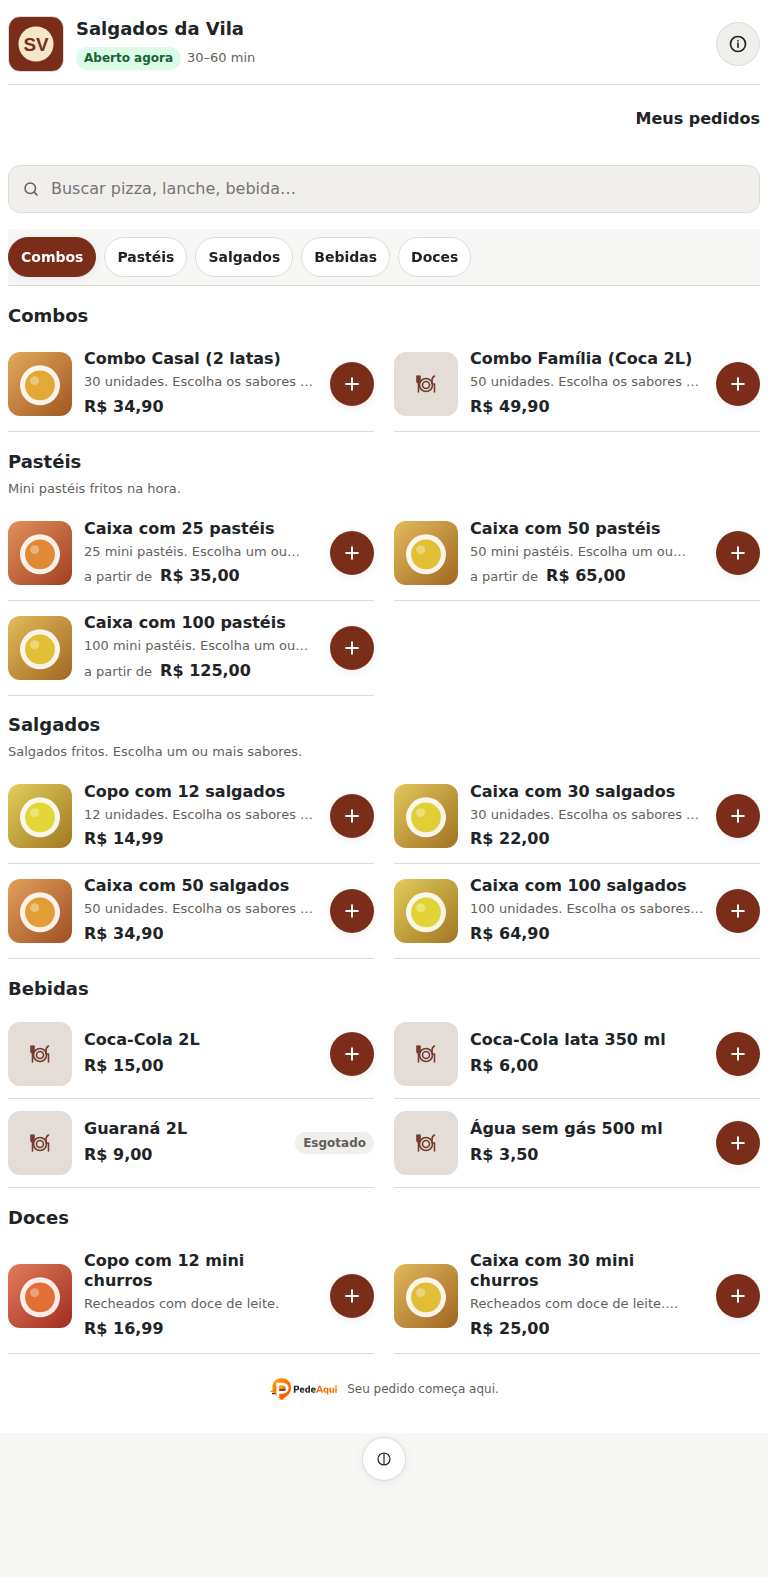 SV
Salgados da Vila
Aberto agora 30–60 min
Meus pedidos
Buscar pizza, lanche, bebida…
Combos Pastéis Salgados Bebidas Doces
Combos
Combo Casal (2 latas)
30 unidades. Escolha os sabores …
R$ 34,90
Combo Família (Coca 2L)
50 unidades. Escolha os sabores …
R$ 49,90
Pastéis
Mini pastéis fritos na hora.
Caixa com 25 pastéis
25 mini pastéis. Escolha um ou…
a partir de R$ 35,00
Caixa com 50 pastéis
50 mini pastéis. Escolha um ou…
a partir de R$ 65,00
Caixa com 100 pastéis
100 mini pastéis. Escolha um ou…
a partir de R$ 125,00
Salgados
Salgados fritos. Escolha um ou mais sabores.
Copo com 12 salgados
12 unidades. Escolha os sabores …
R$ 14,99
Caixa com 30 salgados
30 unidades. Escolha os sabores …
R$ 22,00
Caixa com 50 salgados
50 unidades. Escolha os sabores …
R$ 34,90
Caixa com 100 salgados
100 unidades. Escolha os sabores…
R$ 64,90
Bebidas
Coca-Cola 2L
R$ 15,00
Coca-Cola lata 350 ml
R$ 6,00
Guaraná 2L
R$ 9,00
Esgotado
Água sem gás 500 ml
R$ 3,50
Doces
Copo com 12 mini
churros
Recheados com doce de leite.
R$ 16,99
Caixa com 30 mini
churros
Recheados com doce de leite.…
R$ 25,00
PedeAqui Seu pedido começa aqui.